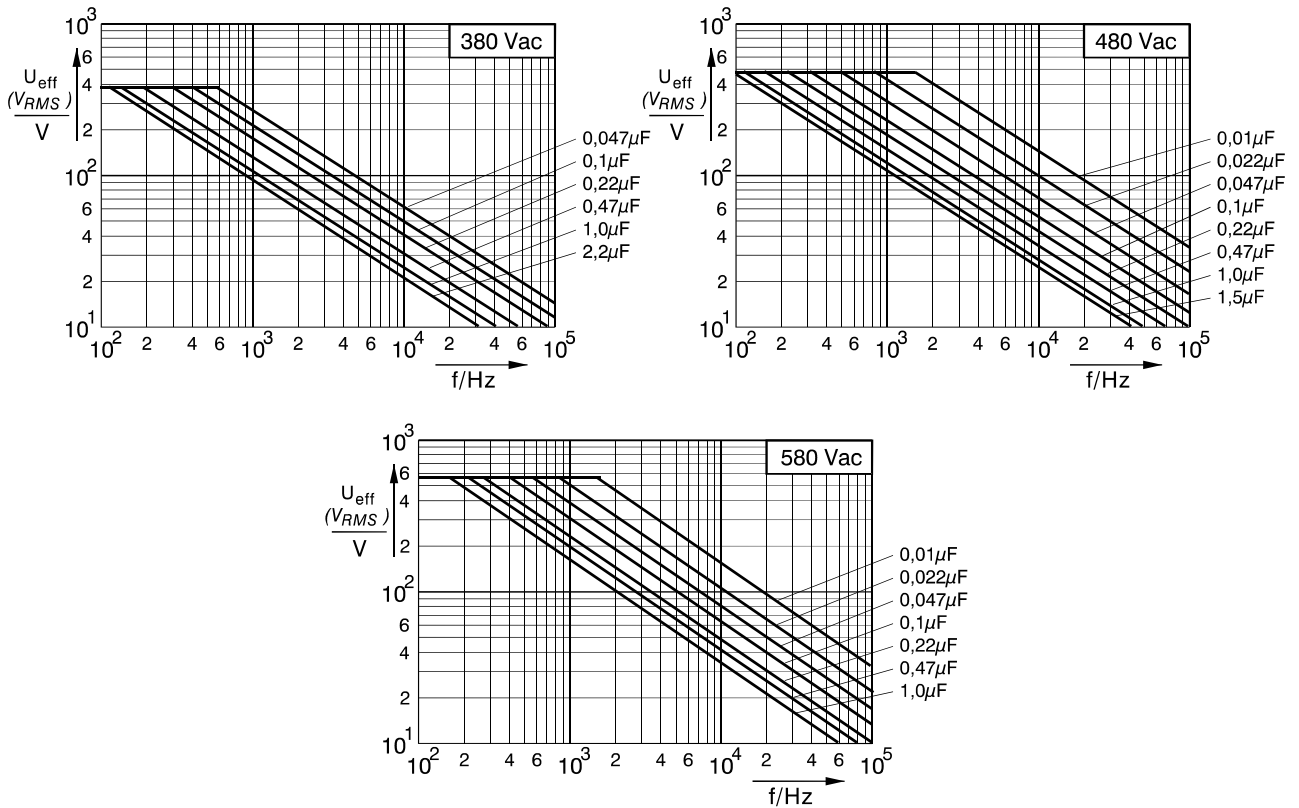 380 Vac
10³
6
4
2
10²
6
4
2
10¹
U_eff
(V_RMS)
V
0,047µF
0,1µF
0,22µF
0,47µF
1,0µF
2,2µF
10² 2 4 6 10³ 2 4 6 10⁴ 2 4 6 10⁵
f/Hz
480 Vac
10³
6
4
2
10²
6
4
2
10¹
U_eff
(V_RMS)
V
0,01µF
0,022µF
0,047µF
0,1µF
0,22µF
0,47µF
1,0µF
1,5µF
10² 2 4 6 10³ 2 4 6 10⁴ 2 4 6 10⁵
f/Hz
580 Vac
10³
6
4
2
10²
6
4
2
10¹
U_eff
(V_RMS)
V
0,01µF
0,022µF
0,047µF
0,1µF
0,22µF
0,47µF
1,0µF
10² 2 4 6 10³ 2 4 6 10⁴ 2 4 6 10⁵
f/Hz